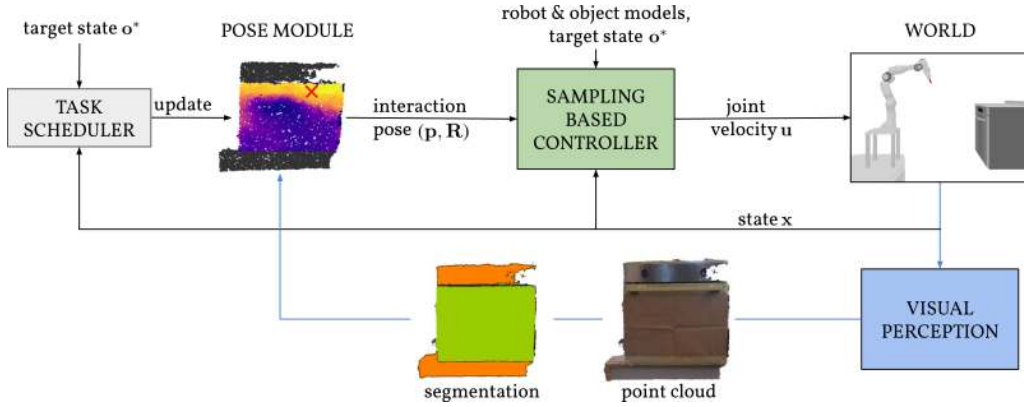 target state o*
POSE MODULE
robot & object models,
target state o*
WORLD
TASK
SCHEDULER
update
interaction
pose (p, R)
SAMPLING
BASED
CONTROLLER
joint
velocity u
state x
VISUAL
PERCEPTION
segmentation
point cloud